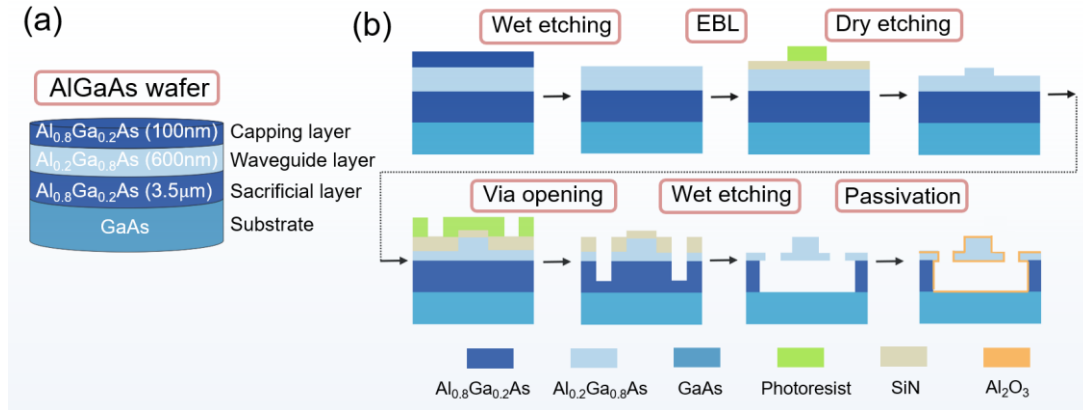 (a)
AlGaAs wafer
Al0.8Ga0.2As (100nm)
Capping layer
Al0.2Ga0.8As (600nm)
Waveguide layer
Al0.8Ga0.2As (3.5μm)
Sacrificial layer
GaAs
Substrate
(b)
Wet etching
EBL
Dry etching
Via opening
Wet etching
Passivation
Al0.8Ga0.2As
Al0.2Ga0.8As
GaAs
Photoresist
SiN
Al2O3